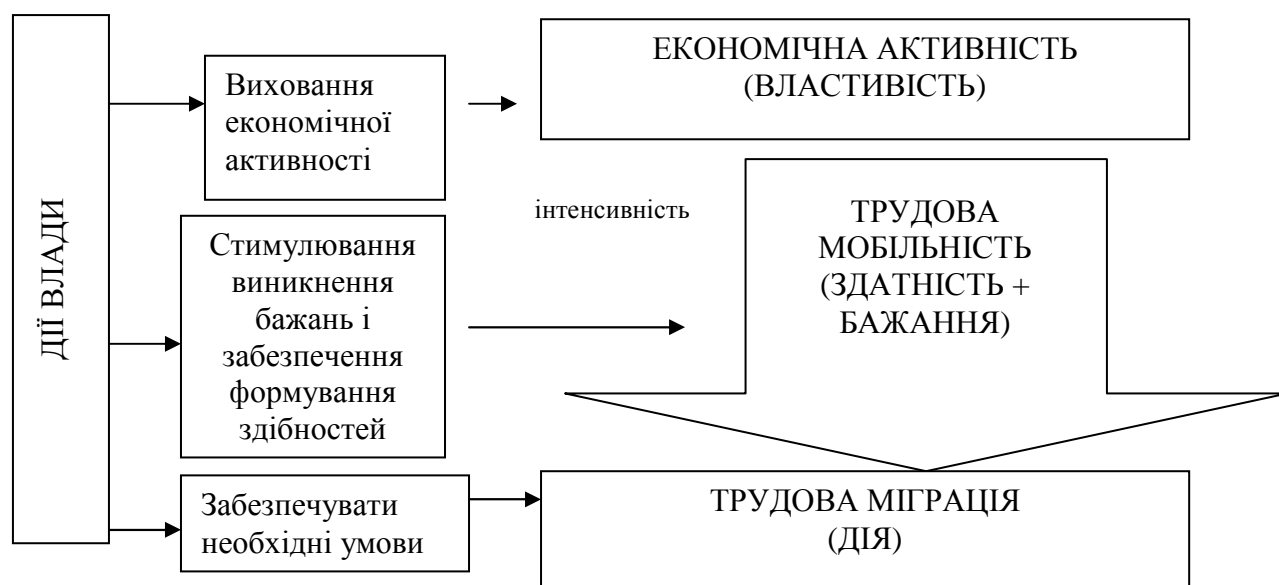 ДІЇ ВЛАДИ
Виховання
економічної
активності
ЕКОНОМІЧНА АКТИВНІСТЬ
(ВЛАСТИВІСТЬ)
інтенсивність
Стимулювання
виникнення
бажань і
забезпечення
формування
здібностей
ТРУДОВА
МОБІЛЬНІСТЬ
(ЗДАТНІСТЬ +
БАЖАННЯ)
Забезпечувати
необхідні умови
ТРУДОВА МІГРАЦІЯ
(ДІЯ)